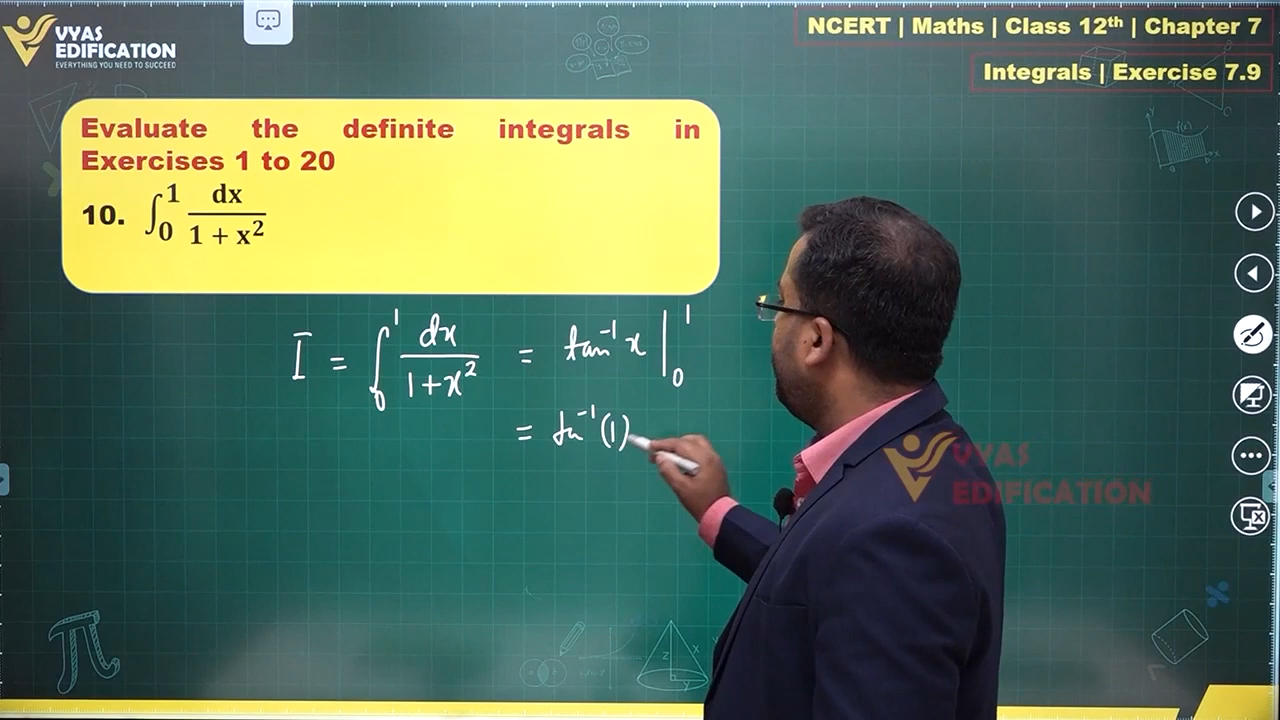 VYAS
EDIFICATION
EVERYTHING YOU NEED TO SUCCEED
NCERT | Maths | Class 12th | Chapter 7
Integrals | Exercise 7.9
Evaluate the definite integrals in
Exercises 1 to 20
10. ∫₀¹ dx/(1 + x²)
I = ∫₀¹ dx/(1+x²) = tan⁻¹ x |₀¹
= tan⁻¹(1)
VYAS
EDIFICATION